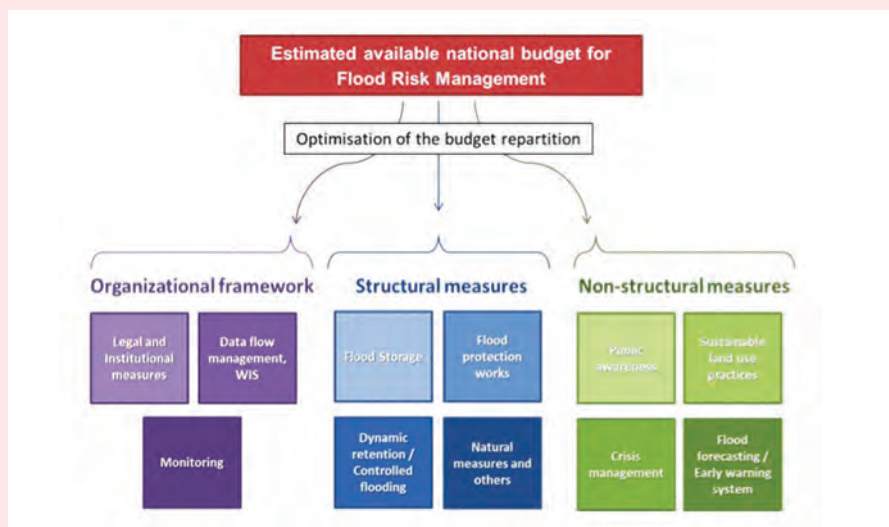 Estimated available national budget for
Flood Risk Management
Optimisation of the budget repartition
Organizational framework
Structural measures
Non-structural measures
Legal and
Institutional
measures
Data flow
management,
WIS
Monitoring
Flood Storage
Flood
protection
works
Dynamic
retention /
Controlled
flooding
Natural
measures and
others
Public
awareness
Sustainable
land use
practices
Crisis
management
Flood
forecasting /
Early warning
system